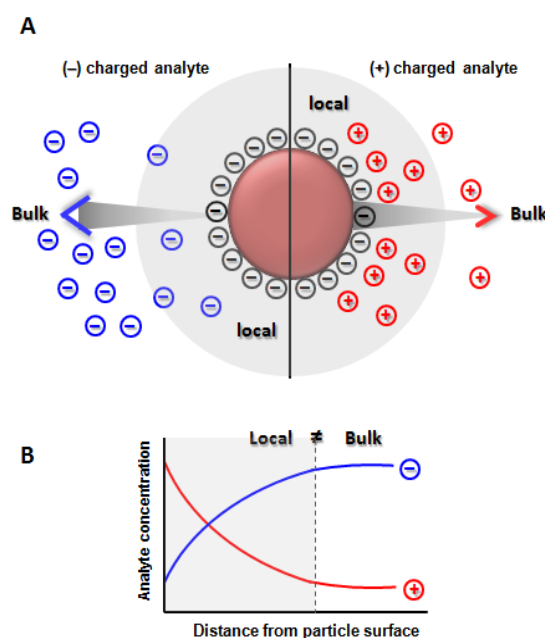 A
(–) charged analyte (+) charged analyte
local
Bulk Bulk
local
B
Local ≠ Bulk
Analyte concentration
Distance from particle surface